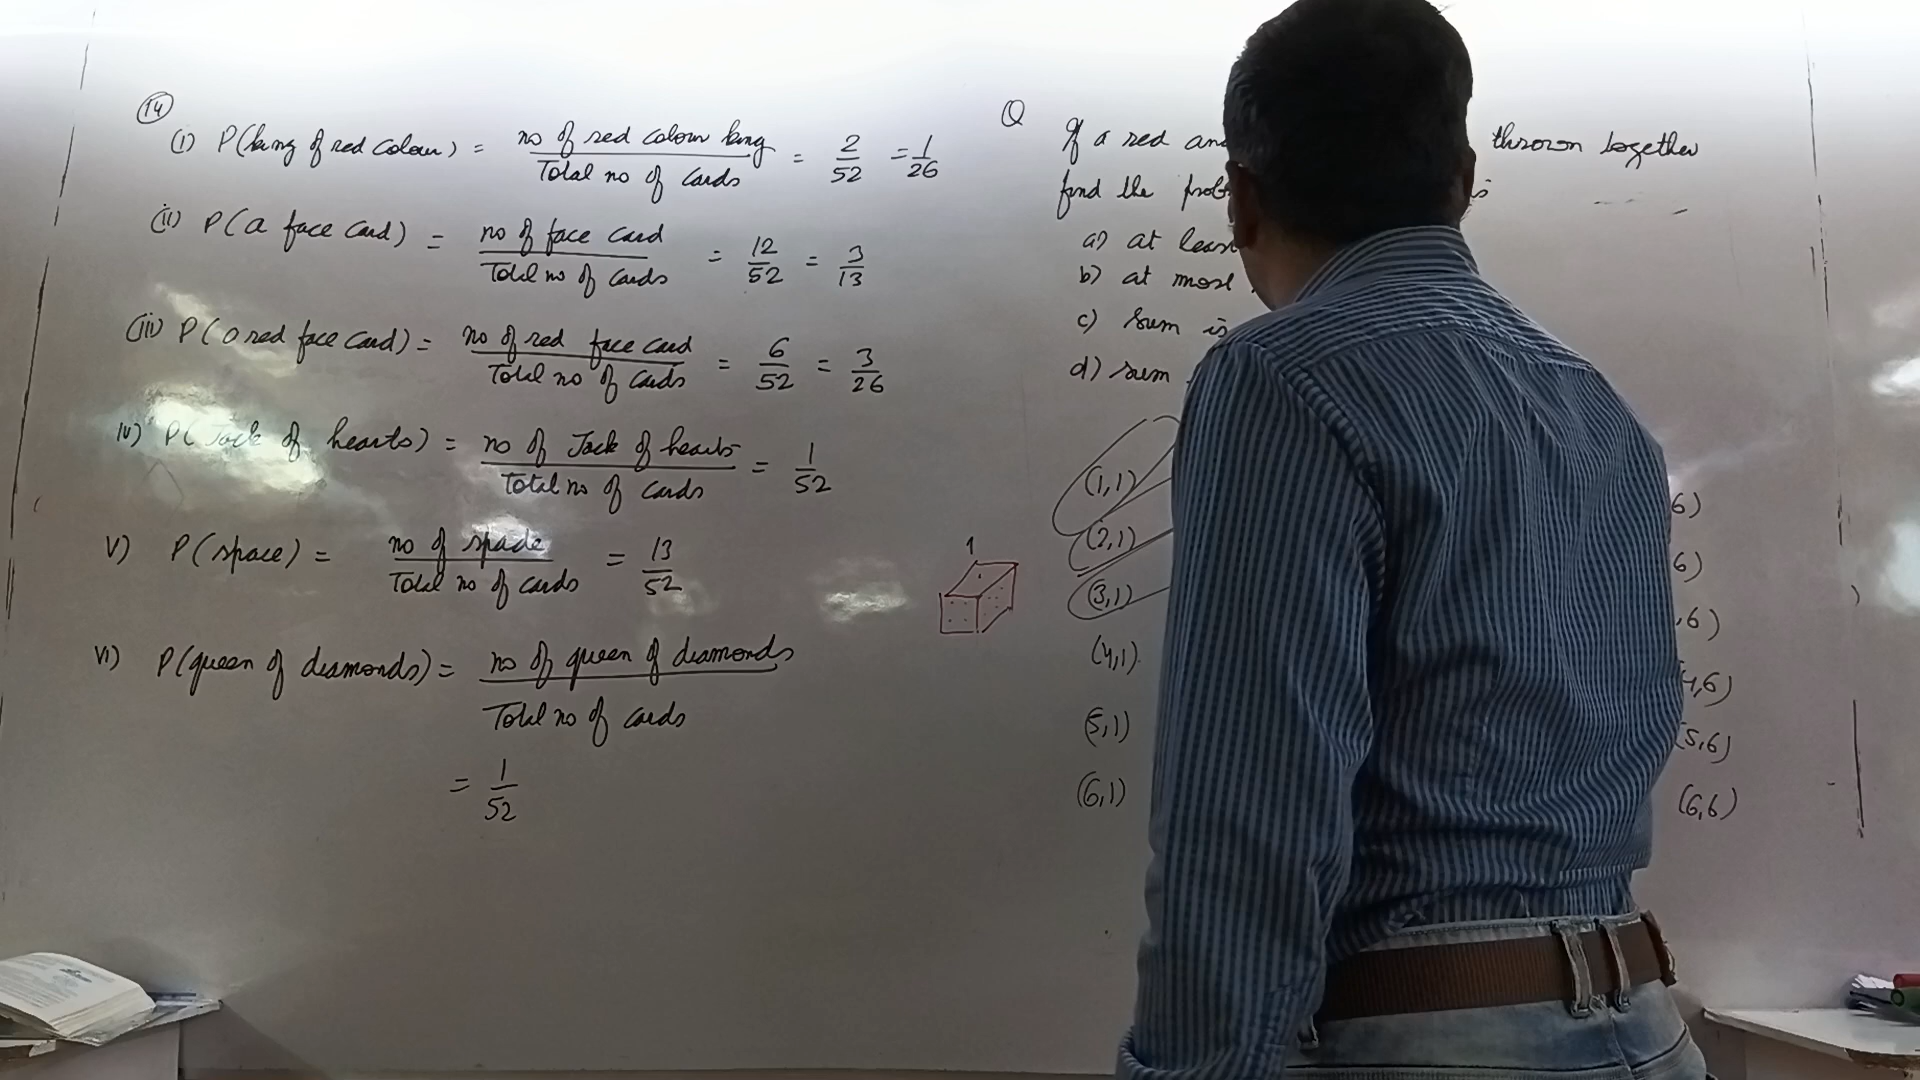 14
(i) P(king of red colour) = no of red colour king / Total no of cards = 2/52 = 1/26
(ii) P(a face card) = no of face card / Total no of cards = 12/52 = 3/13
(iii) P(a red face card) = no of red face card / Total no of cards = 6/52 = 3/26
iv) P(Jack of hearts) = no of Jack of hearts / Total no of cards = 1/52
v) P(space) = no of spade / Total no of cards = 13/52
vi) P(queen of diamonds) = no of queen of diamonds / Total no of cards
= 1/52
1
Q If a red and thrown together
find the
a) at least
b) at most
c) sum is
d) sum
(1,1) 6)
(2,1) 6)
(3,1) ,6)
(4,1) 4,6)
(5,1) (5,6)
(6,1) (6,6)